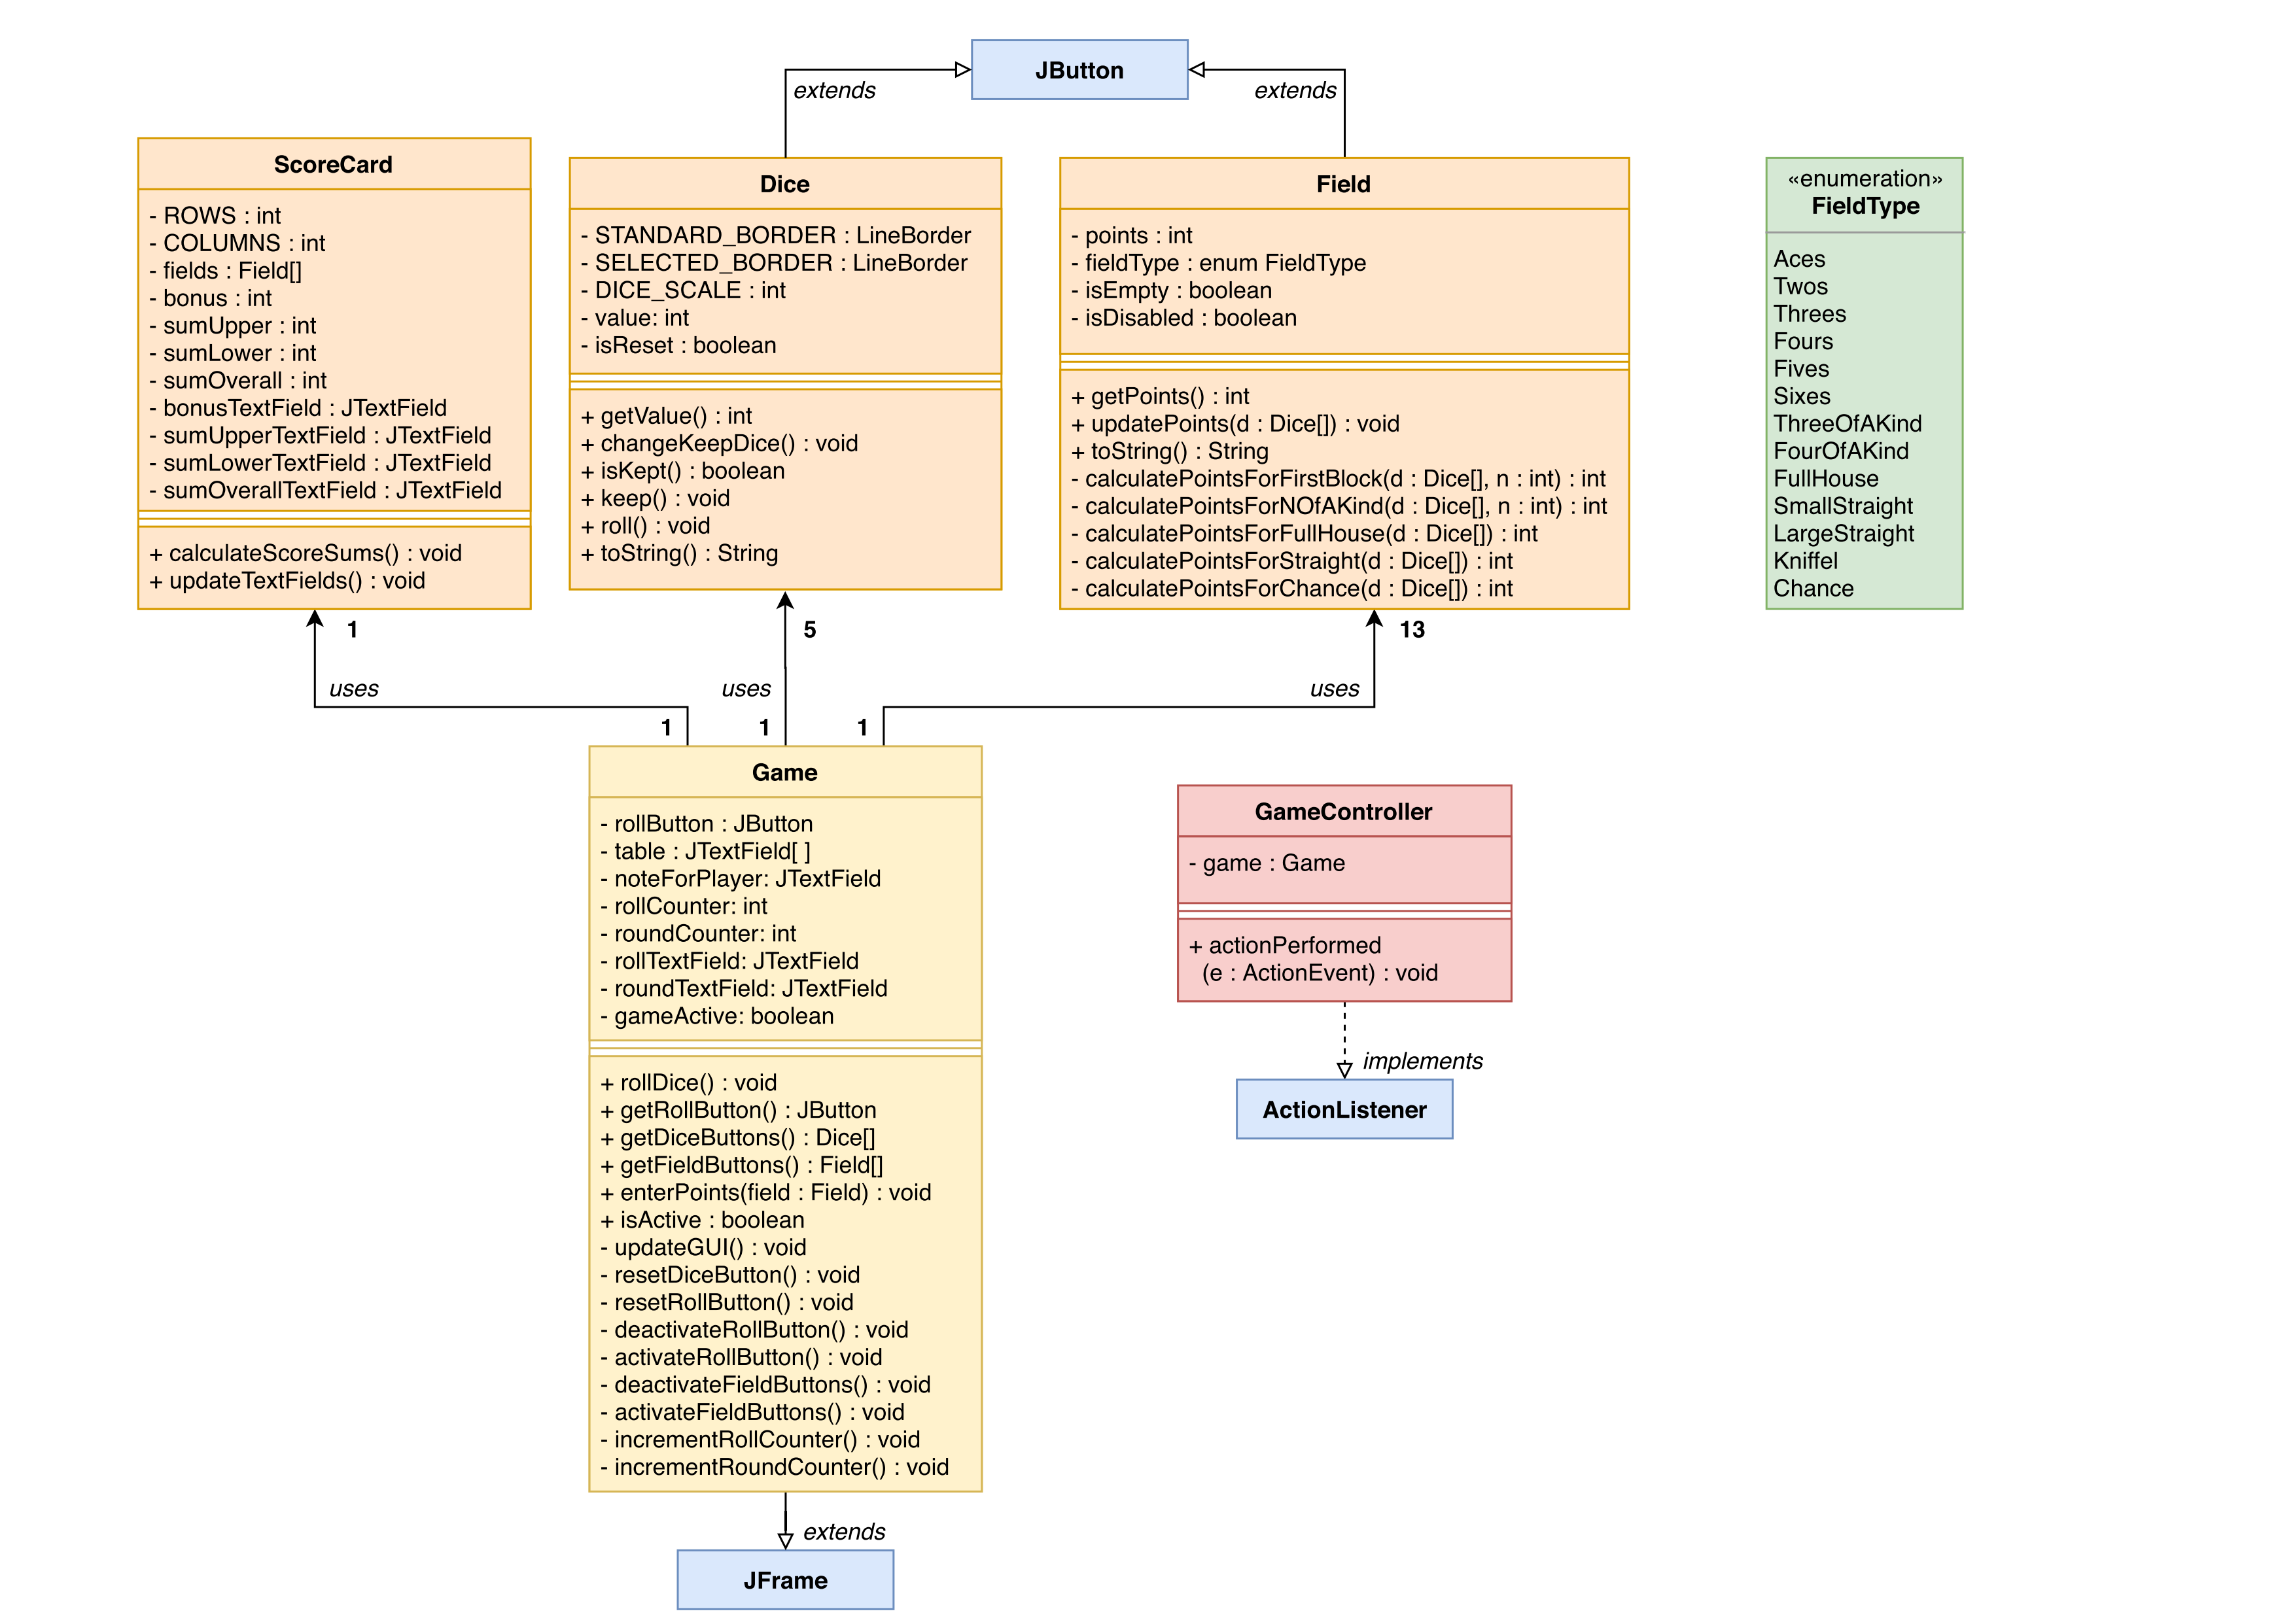 JButton
extends
extends
ScoreCard
- ROWS : int
- COLUMNS : int
- fields : Field[]
- bonus : int
- sumUpper : int
- sumLower : int
- sumOverall : int
- bonusTextField : JTextField
- sumUpperTextField : JTextField
- sumLowerTextField : JTextField
- sumOverallTextField : JTextField
+ calculateScoreSums() : void
+ updateTextFields() : void
Dice
- STANDARD_BORDER : LineBorder
- SELECTED_BORDER : LineBorder
- DICE_SCALE : int
- value: int
- isReset : boolean
+ getValue() : int
+ changeKeepDice() : void
+ isKept() : boolean
+ keep() : void
+ roll() : void
+ toString() : String
Field
- points : int
- fieldType : enum FieldType
- isEmpty : boolean
- isDisabled : boolean
+ getPoints() : int
+ updatePoints(d : Dice[]) : void
+ toString() : String
- calculatePointsForFirstBlock(d : Dice[], n : int) : int
- calculatePointsForNOfAKind(d : Dice[], n : int) : int
- calculatePointsForFullHouse(d : Dice[]) : int
- calculatePointsForStraight(d : Dice[]) : int
- calculatePointsForChance(d : Dice[]) : int
«enumeration»
FieldType
Aces
Twos
Threes
Fours
Fives
Sixes
ThreeOfAKind
FourOfAKind
FullHouse
SmallStraight
LargeStraight
Kniffel
Chance
1
5
13
uses
uses
uses
1
1
1
Game
- rollButton : JButton
- table : JTextField[ ]
- noteForPlayer: JTextField
- rollCounter: int
- roundCounter: int
- rollTextField: JTextField
- roundTextField: JTextField
- gameActive: boolean
+ rollDice() : void
+ getRollButton() : JButton
+ getDiceButtons() : Dice[]
+ getFieldButtons() : Field[]
+ enterPoints(field : Field) : void
+ isActive : boolean
- updateGUI() : void
- resetDiceButton() : void
- resetRollButton() : void
- deactivateRollButton() : void
- activateRollButton() : void
- deactivateFieldButtons() : void
- activateFieldButtons() : void
- incrementRollCounter() : void
- incrementRoundCounter() : void
GameController
- game : Game
+ actionPerformed
(e : ActionEvent) : void
implements
ActionListener
extends
JFrame